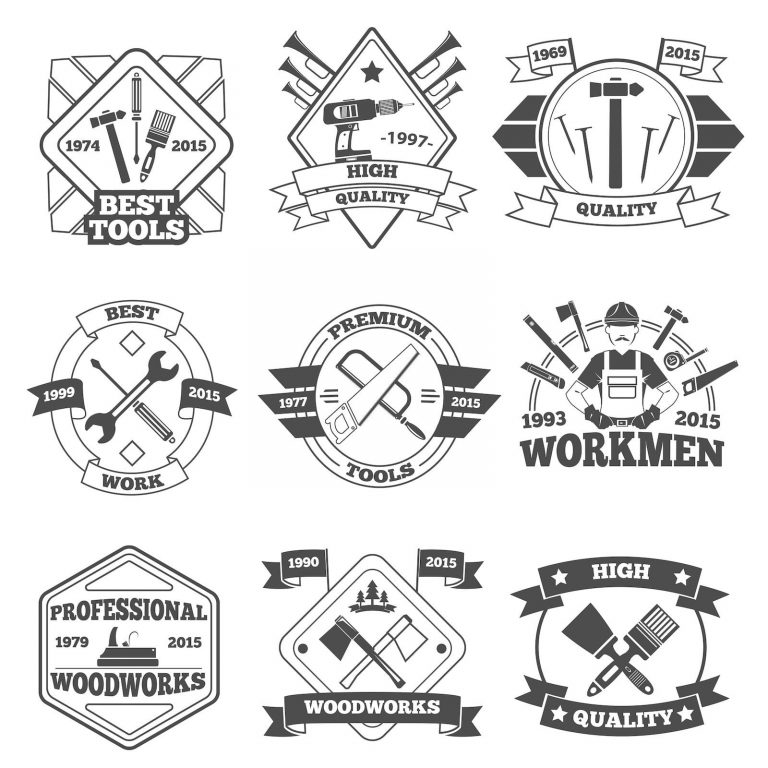 1974 2015
BEST
TOOLS
-1997-
HIGH
QUALITY
1969 2015
QUALITY
BEST
1999 2015
WORK
PREMIUM
1977 2015
TOOLS
1993 2015
WORKMEN
PROFESSIONAL
1979 2015
WOODWORKS
1990 2015
WOODWORKS
HIGH
QUALITY